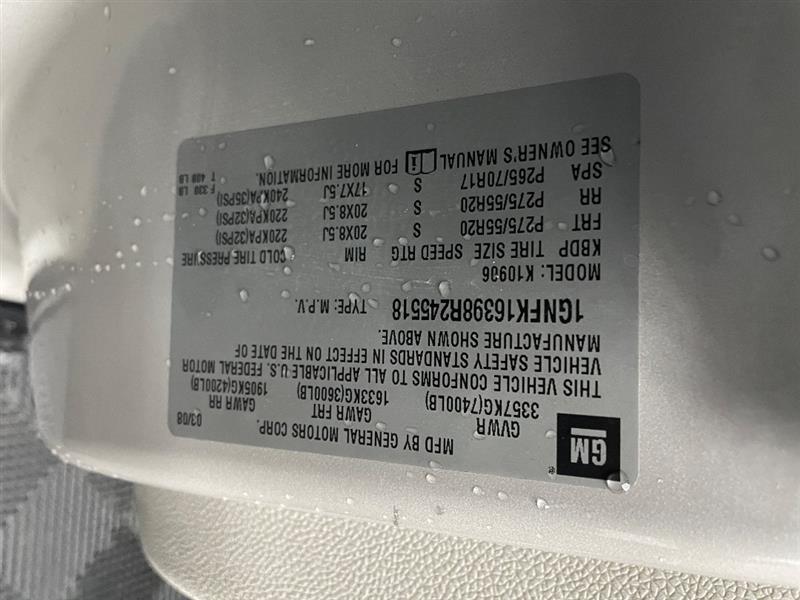 GM
MFD BY GENERAL MOTORS CORP. 03/08
GVWR GAWR FRT GAWR RR
3357KG(7400LB) 1633KG(3600LB) 1905KG(4200LB)
THIS VEHICLE CONFORMS TO ALL APPLICABLE U.S. FEDERAL MOTOR
VEHICLE SAFETY STANDARDS IN EFFECT ON THE DATE OF
MANUFACTURE SHOWN ABOVE.
1GNFK16398R245518 TYPE: M.P.V.
MODEL: K10936
KBDP TIRE SIZE SPEED RTG RIM COLD TIRE PRESSURE
FRT P275/55R20 S 20X8.5J 220KPA(32PSI)
RR P275/55R20 S 20X8.5J 220KPA(32PSI)
SPA P265/70R17 S 17X7.5J 240KPA(35PSI)
SEE OWNER'S MANUAL FOR MORE INFORMATION.
F 330 LB
T 408 LB